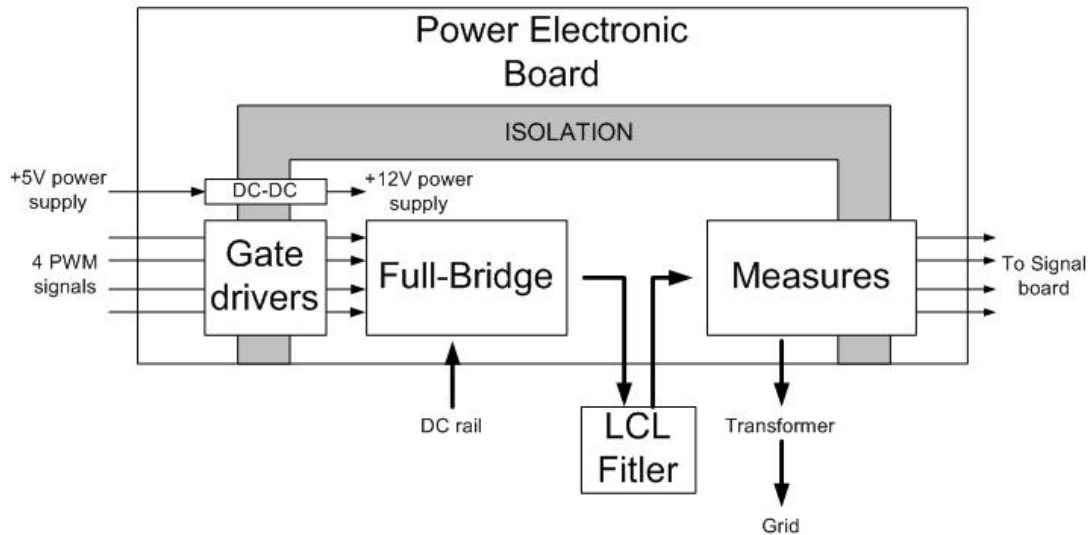 Power Electronic
Board
ISOLATION
+5V power
supply
DC-DC
+12V power
supply
4 PWM
signals
Gate
drivers
Full-Bridge
Measures
To Signal
board
DC rail
LCL
Fitler
Transformer
Grid